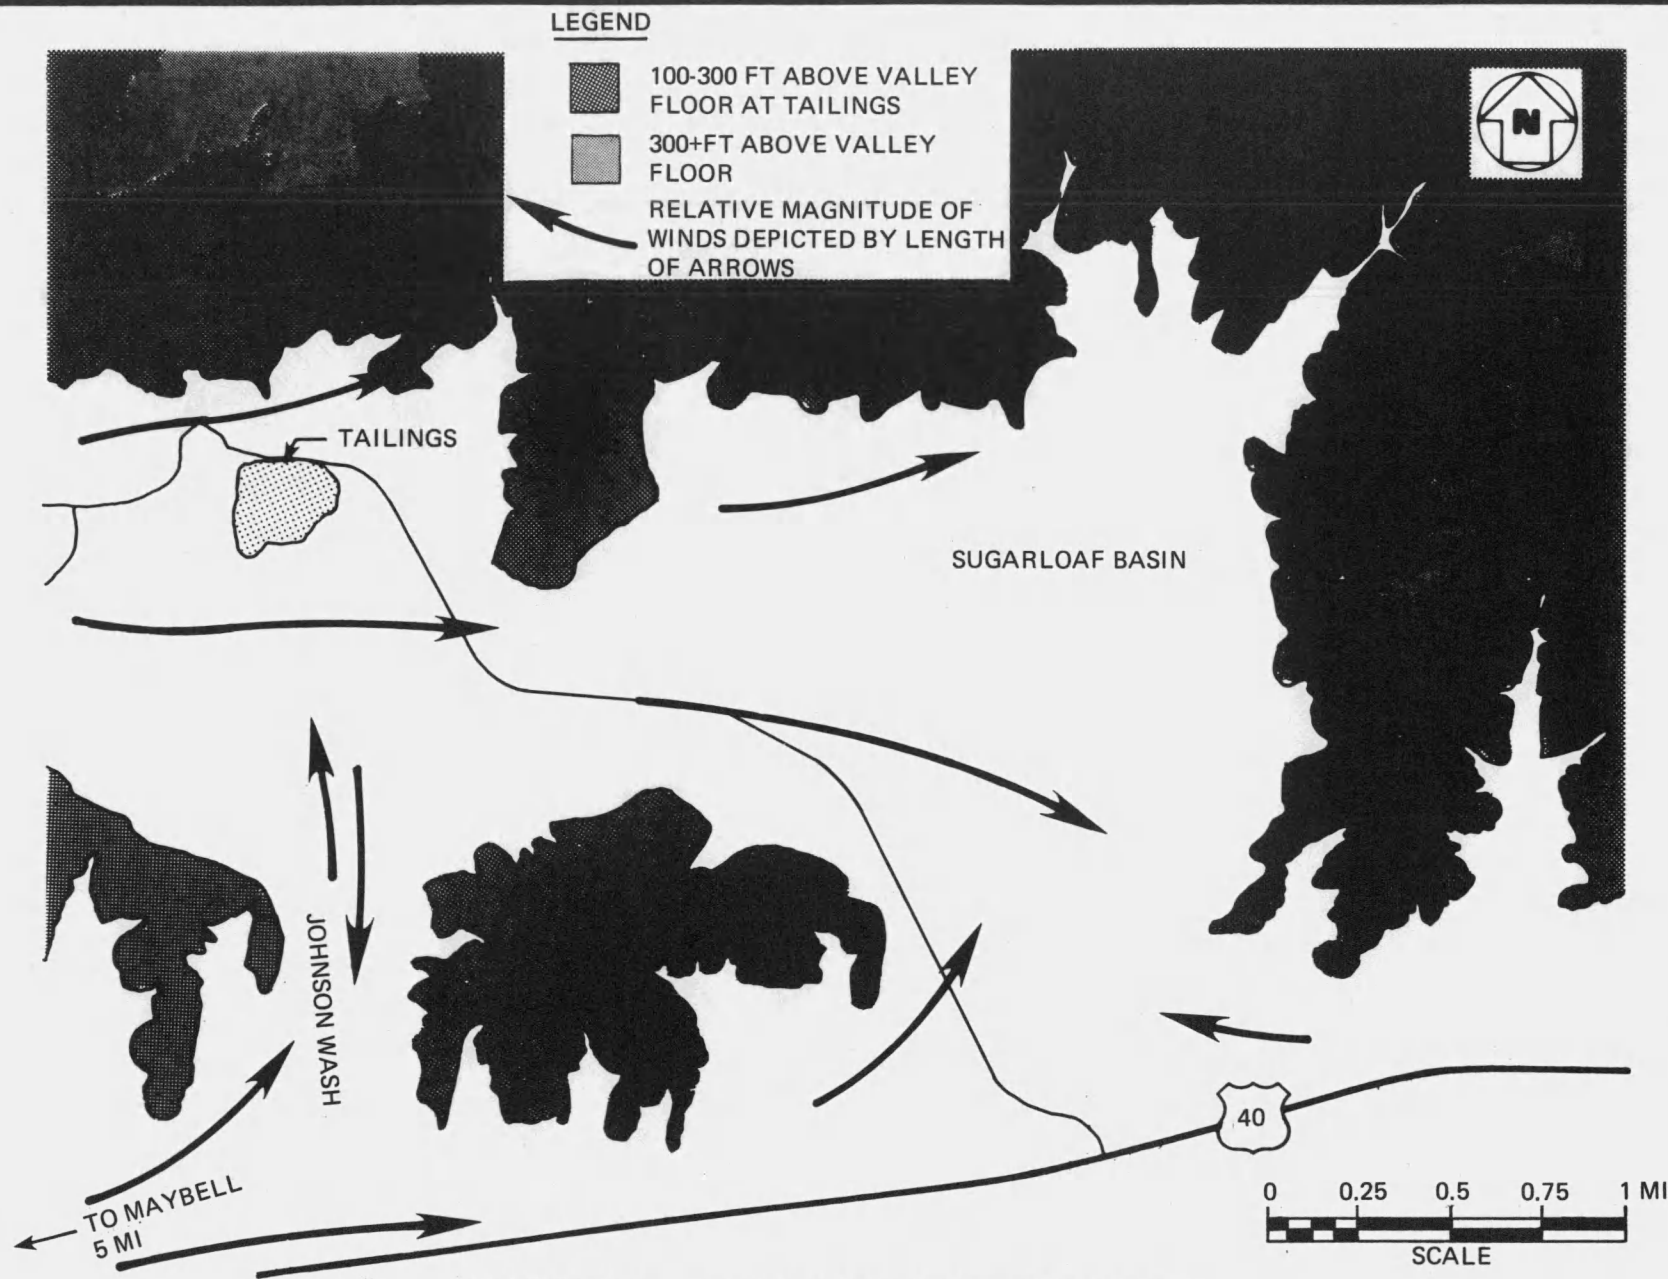 LEGEND
100-300 FT ABOVE VALLEY
FLOOR AT TAILINGS
300+FT ABOVE VALLEY
FLOOR
RELATIVE MAGNITUDE OF
WINDS DEPICTED BY LENGTH
OF ARROWS
N
TAILINGS
SUGARLOAF BASIN
JOHNSON WASH
40
TO MAYBELL
5 MI
0 0.25 0.5 0.75 1 MI
SCALE